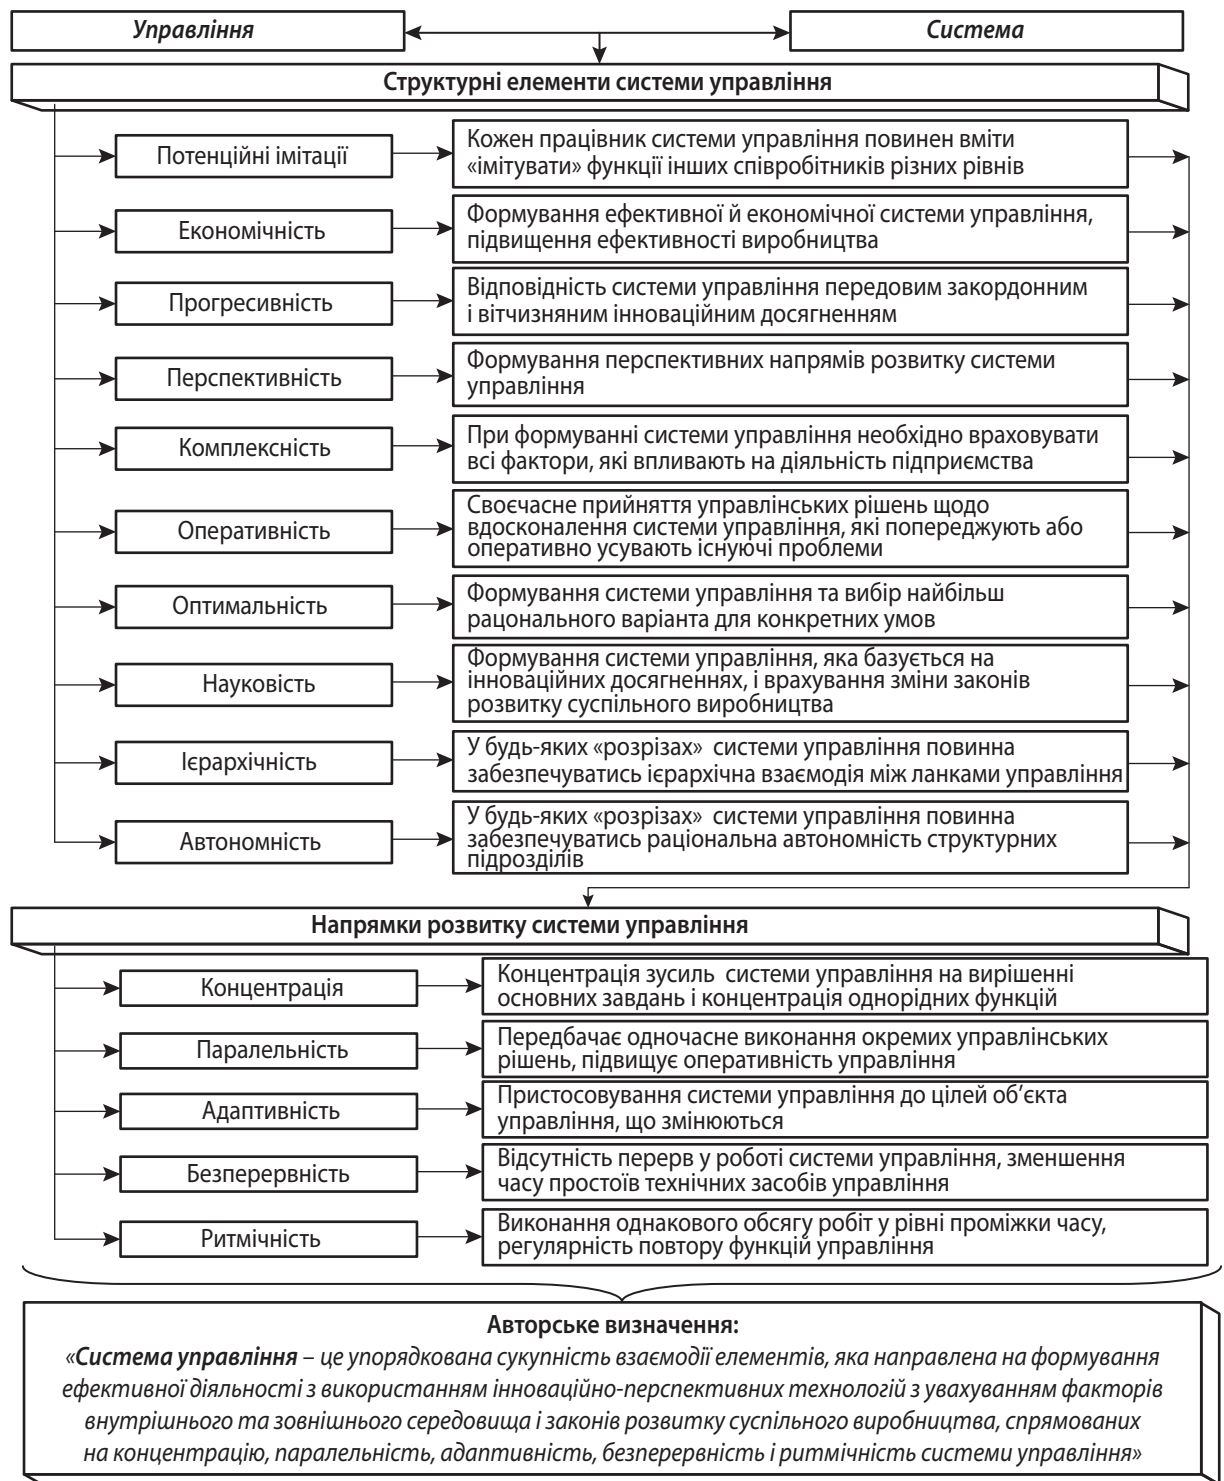 Управління
Система
Структурні елементи системи управління
Потенційні імітації
Кожен працівник системи управління повинен вміти
«імітувати» функції інших співробітників різних рівнів
Економічність
Формування ефективної й економічної системи управління,
підвищення ефективності виробництва
Прогресивність
Відповідність системи управління передовим закордонним
і вітчизняним інноваційним досягненням
Перспективність
Формування перспективних напрямів розвитку системи
управління
Комплексність
При формуванні системи управління необхідно враховувати
всі фактори, які впливають на діяльність підприємства
Оперативність
Своєчасне прийняття управлінських рішень щодо
вдосконалення системи управління, які попереджують або
оперативно усувають існуючі проблеми
Оптимальність
Формування системи управління та вибір найбільш
раціонального варіанта для конкретних умов
Науковість
Формування системи управління, яка базується на
інноваційних досягненнях, і врахування зміни законів
розвитку суспільного виробництва
Ієрархічність
У будь-яких «розрізах» системи управління повинна
забезпечуватись ієрархічна взаємодія між ланками управління
Автономність
У будь-яких «розрізах» системи управління повинна
забезпечуватись раціональна автономність структурних
підрозділів
Напрямки розвитку системи управління
Концентрація
Концентрація зусиль системи управління на вирішенні
основних завдань і концентрація однорідних функцій
Паралельність
Передбачає одночасне виконання окремих управлінських
рішень, підвищує оперативність управління
Адаптивність
Пристосовування системи управління до цілей об’єкта
управління, що змінюються
Безперервність
Відсутність перерв у роботі системи управління, зменшення
часу простоїв технічних засобів управління
Ритмічність
Виконання однакового обсягу робіт у рівні проміжки часу,
регулярність повтору функцій управління
Авторське визначення:
«Система управління – це упорядкована сукупність взаємодії елементів, яка направлена на формування
ефективної діяльності з використанням інноваційно-перспективних технологій з увахуванням факторів
внутрішнього та зовнішнього середовища і законів розвитку суспільного виробництва, спрямованих
на концентрацію, паралельність, адаптивність, безперервність і ритмічність системи управління»